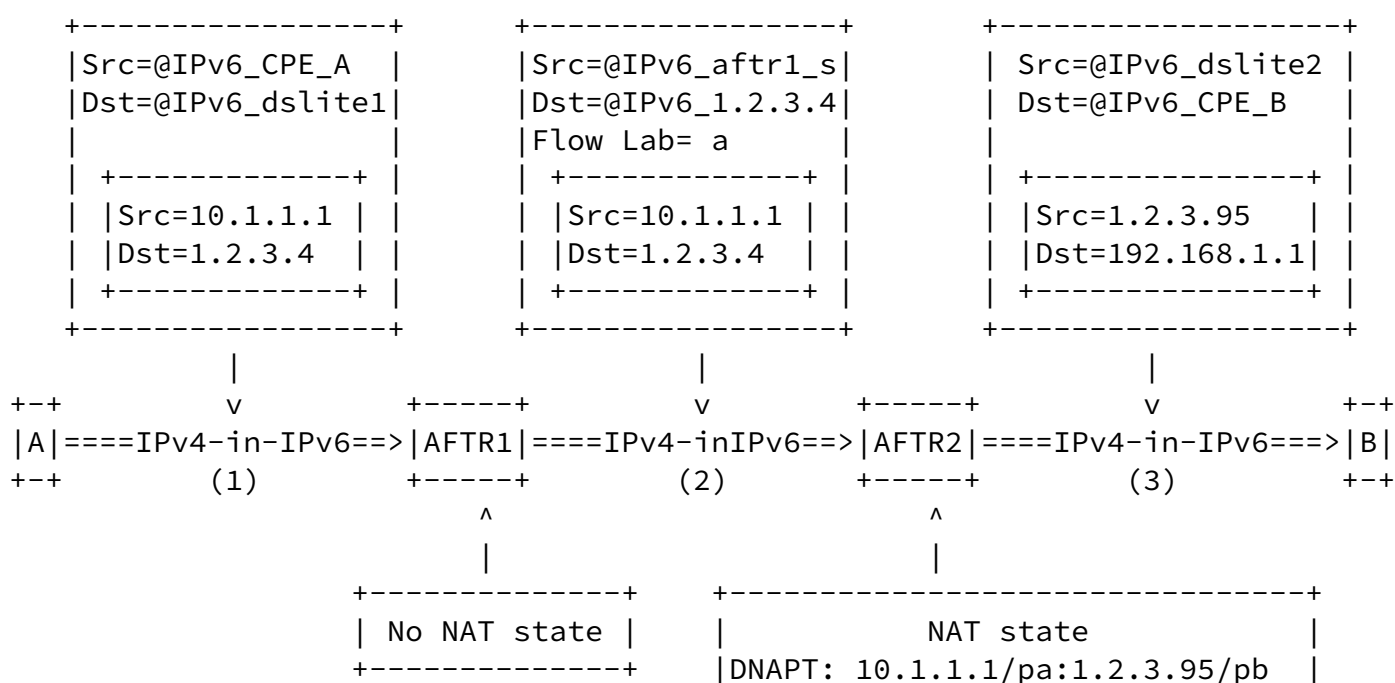 +-----------------+      +-----------------+       +-------------------+
|Src=@IPv6_CPE_A  |      |Src=@IPv6_aftr1_s|       | Src=@IPv6_dslite2 |
|Dst=@IPv6_dslite1|      |Dst=@IPv6_1.2.3.4|       | Dst=@IPv6_CPE_B   |
|                 |      |Flow Lab= a      |       |                   |
| +-------------+ |      | +-------------+ |       | +---------------+ |
| |Src=10.1.1.1 | |      | |Src=10.1.1.1 | |       | |Src=1.2.3.95   | |
| |Dst=1.2.3.4  | |      | |Dst=1.2.3.4  | |       | |Dst=192.168.1.1| |
| +-------------+ |      | +-------------+ |       | +---------------+ |
+-----------------+      +-----------------+       +-------------------+
|                         |                        |
+-+         v         +-----+         v        +-----+         v          +-+
|A|====IPv4-in-IPv6==>|AFTR1|====IPv4-inIPv6==>|AFTR2|====IPv4-in-IPv6===>|B|
+-+        (1)        +-----+        (2)       +-----+        (3)         +-+
^                        ^
|                        |
+--------------+    +--------------------------------+
| No NAT state |    |           NAT state            |
+--------------+    |DNAPT: 10.1.1.1/pa:1.2.3.95/pb  |